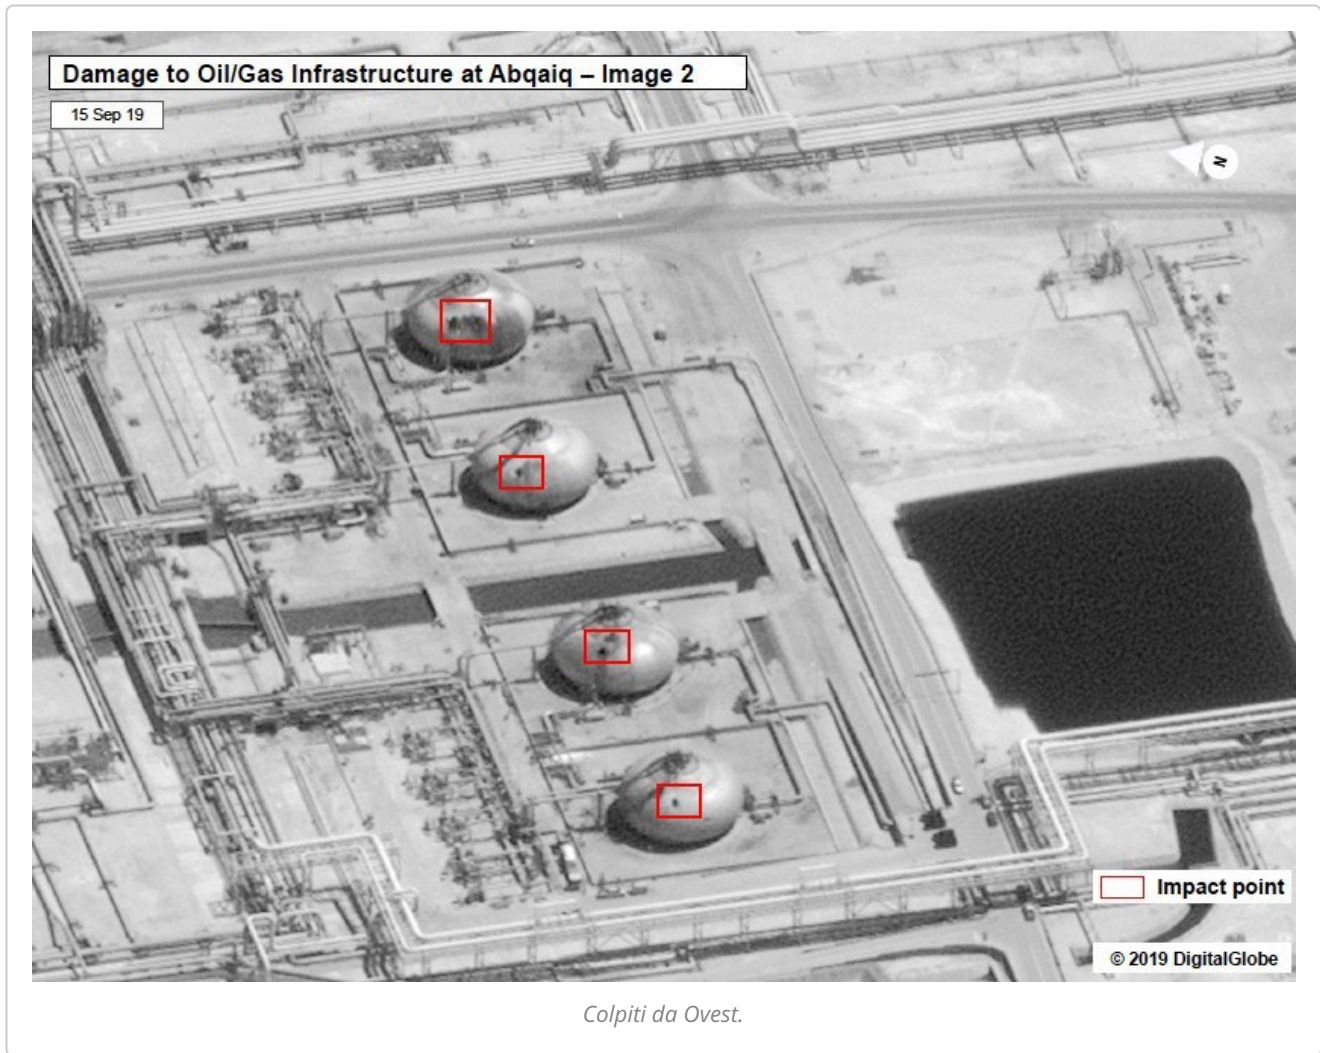 Damage to Oil/Gas Infrastructure at Abqaiq – Image 2
15 Sep 19
N
Impact point
© 2019 DigitalGlobe
Colpiti da Ovest.